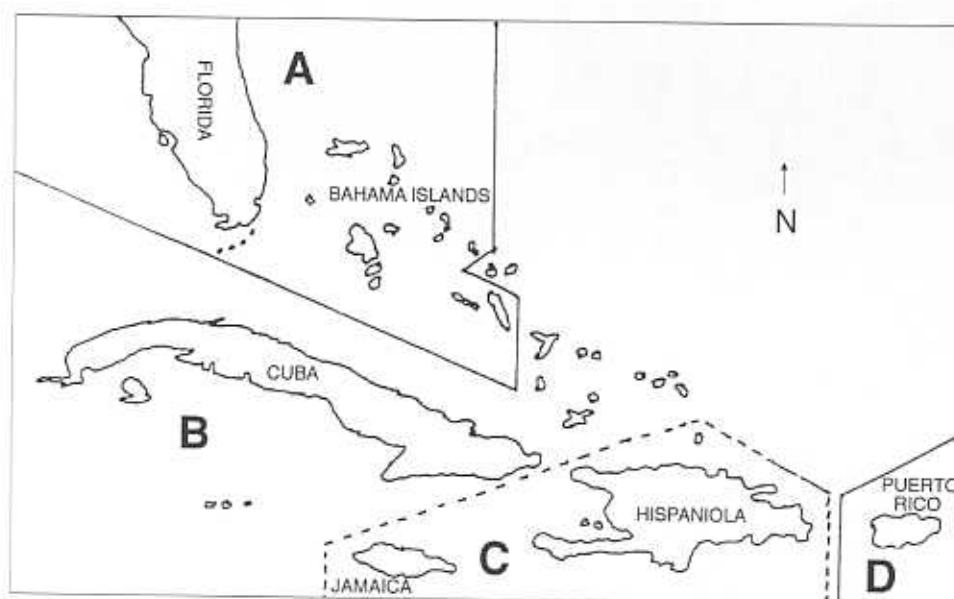 A
FLORIDA
BAHAMA ISLANDS
N
CUBA
B
PUERTO
RICO
HISPANIOLA
C
D
JAMAICA